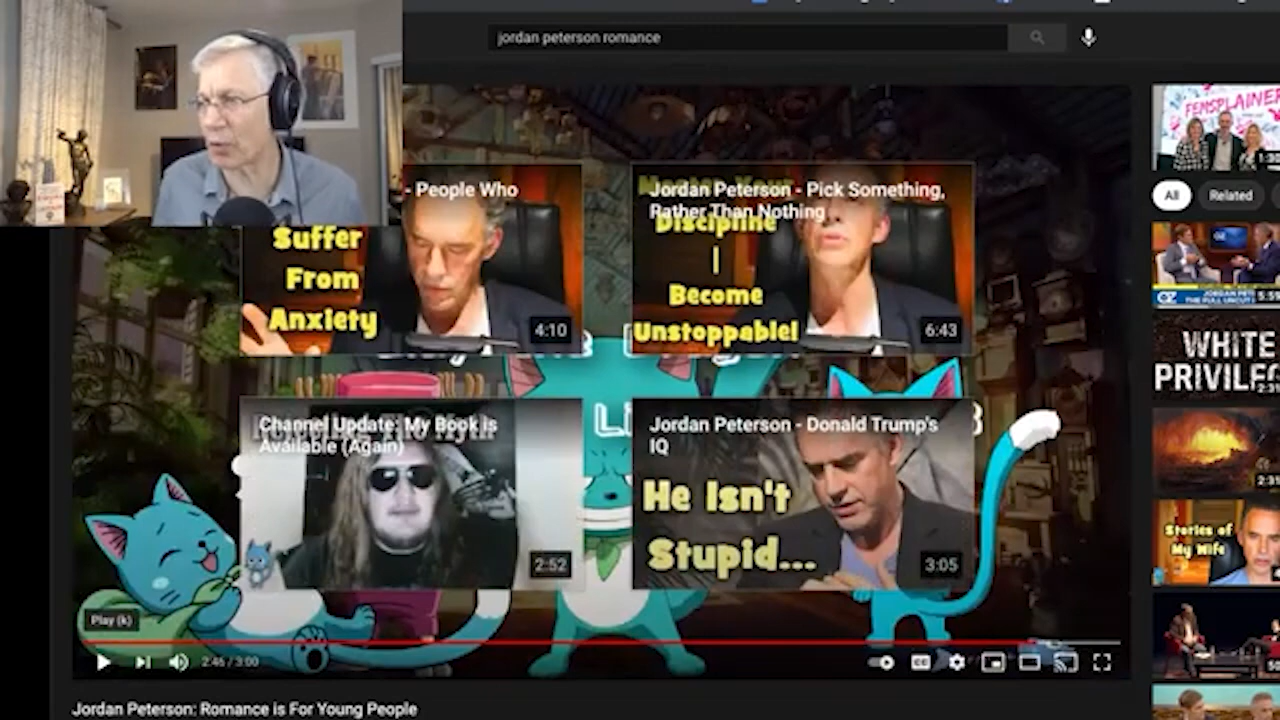 jordan peterson romance
FEMSPLAINER
All
Related
- People Who
Suffer
From
Anxiety
4:10
Jordan Peterson - Pick Something,
Rather Than Nothing
Discipline
|
Become
Unstoppable!
6:43
Channel Update: My Book is
Available (Again)
2:52
Jordan Peterson - Donald Trump's
IQ
He Isn't
Stupid...
3:05
WHITE
PRIVILEG
Stories of
My Wife
Play (k)
2:46 / 3:00
CC
Jordan Peterson: Romance is For Young People